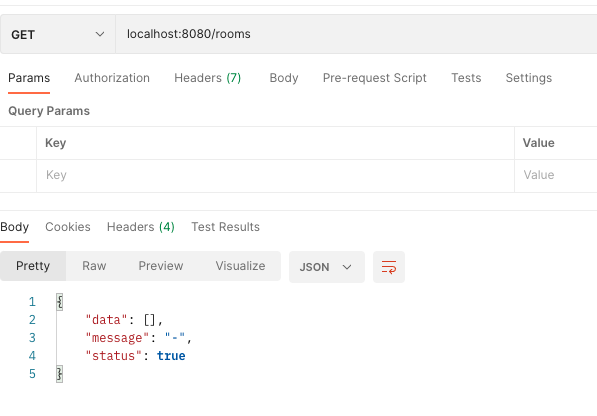 GET localhost:8080/rooms
Params Authorization Headers (7) Body Pre-request Script Tests Settings
Query Params
Key Value
Key Value
Body Cookies Headers (4) Test Results
Pretty Raw Preview Visualize JSON
1 {
2 "data": [],
3 "message": "-",
4 "status": true
5 }